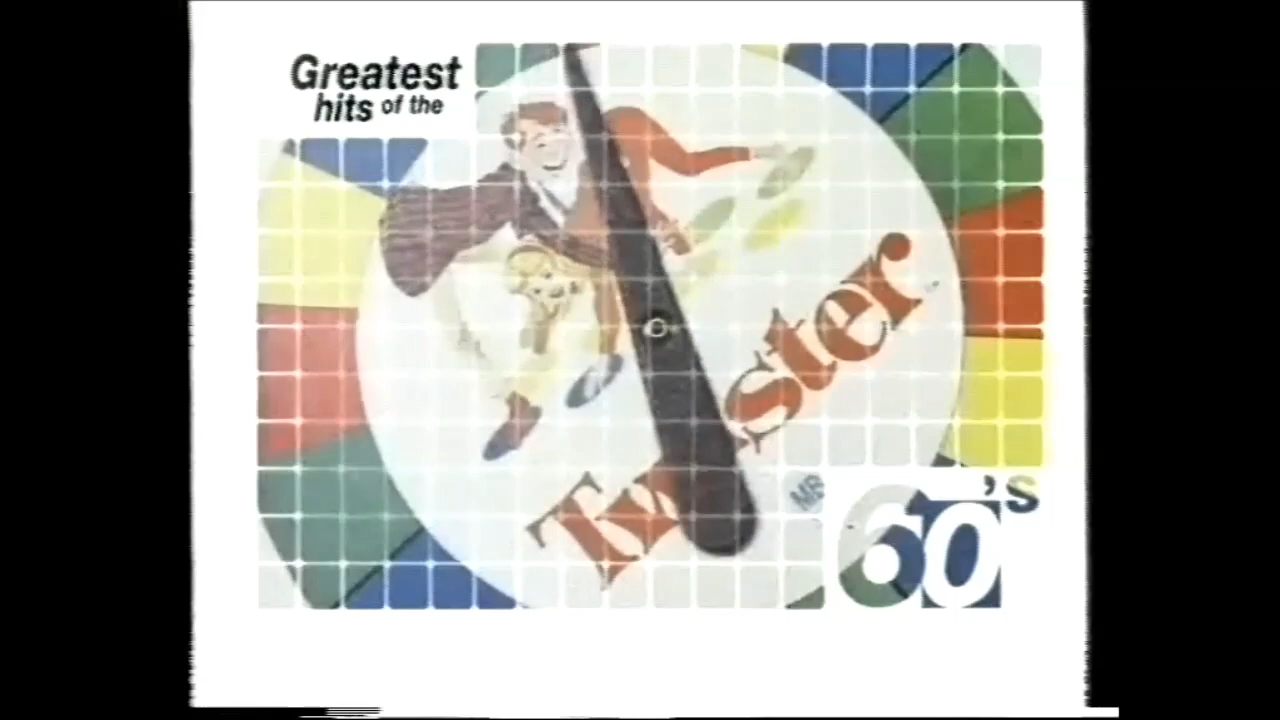 Greatest
hits of the
Twister
MB
60's